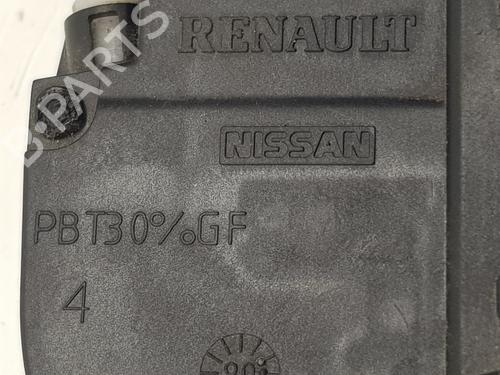 RENAULT
NISSAN
PBT30%GF
4
B-PARTS